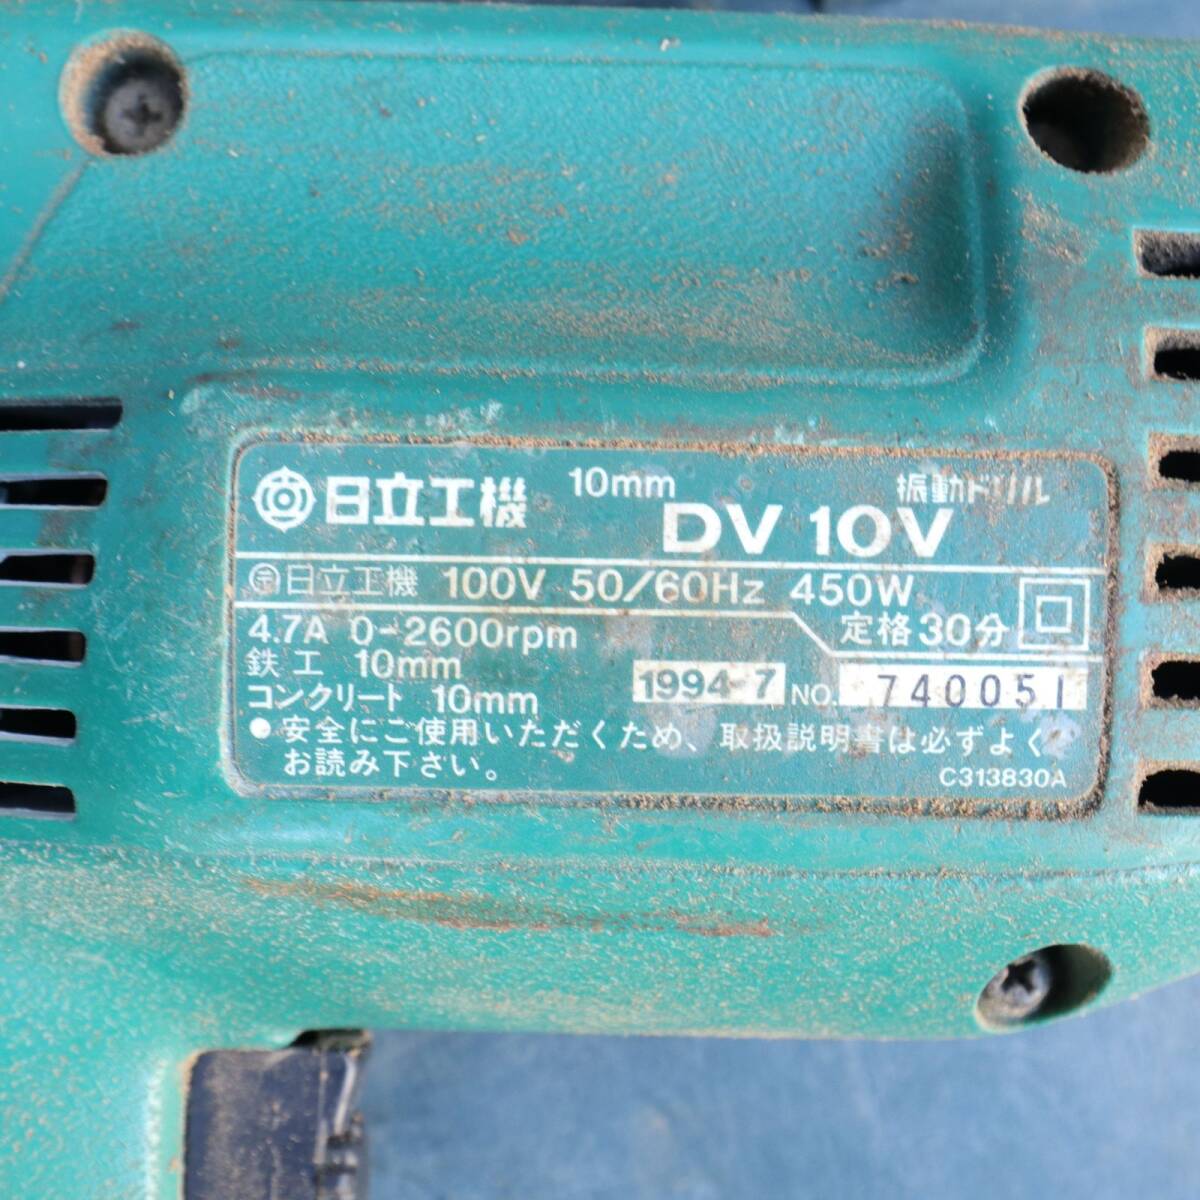 日立工機 10mm 振動ドリル
DV 10V
〒日立工機 100V 50/60Hz 450W
4.7A 0-2600rpm 定格30分
鉄工 10mm
コンクリート 10mm 1994-7 NO. 740051
●安全にご使用いただくため、取扱説明書は必ずよく
お読み下さい。 C313830A